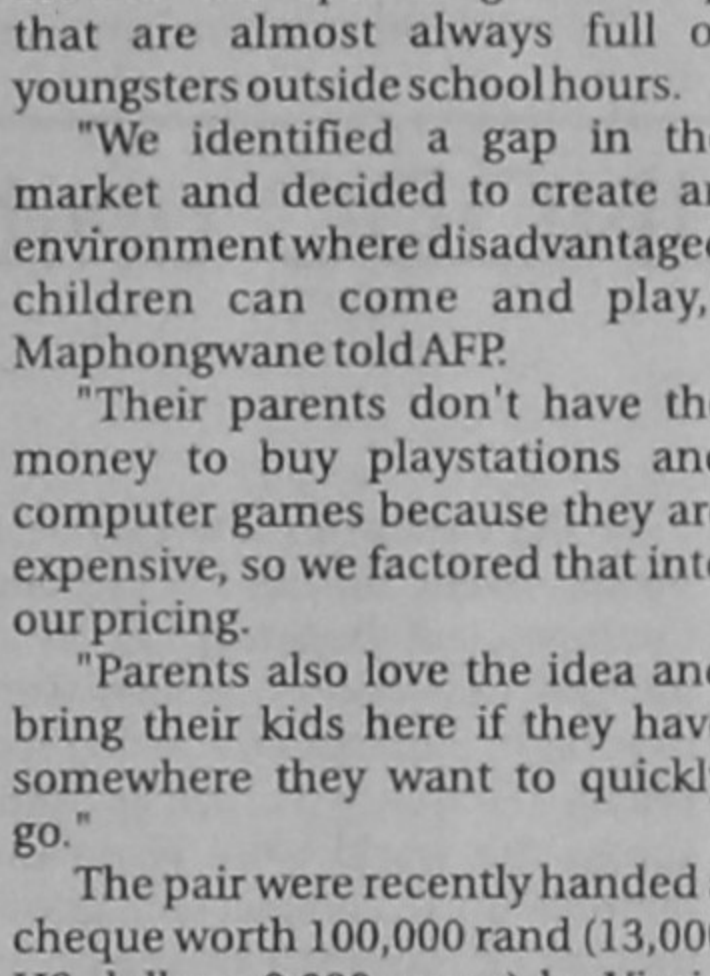 that are almost always full o
youngsters outside school hours.
"We identified a gap in th
market and decided to create a
environment where disadvantage
children can come and play,
Maphongwane told AFP.
"Their parents don't have th
money to buy playstations an
computer games because they ar
expensive, so we factored that int
our pricing.
"Parents also love the idea an
bring their kids here if they hav
somewhere they want to quickl
go."
The pair were recently handed
cheque worth 100,000 rand (13,00